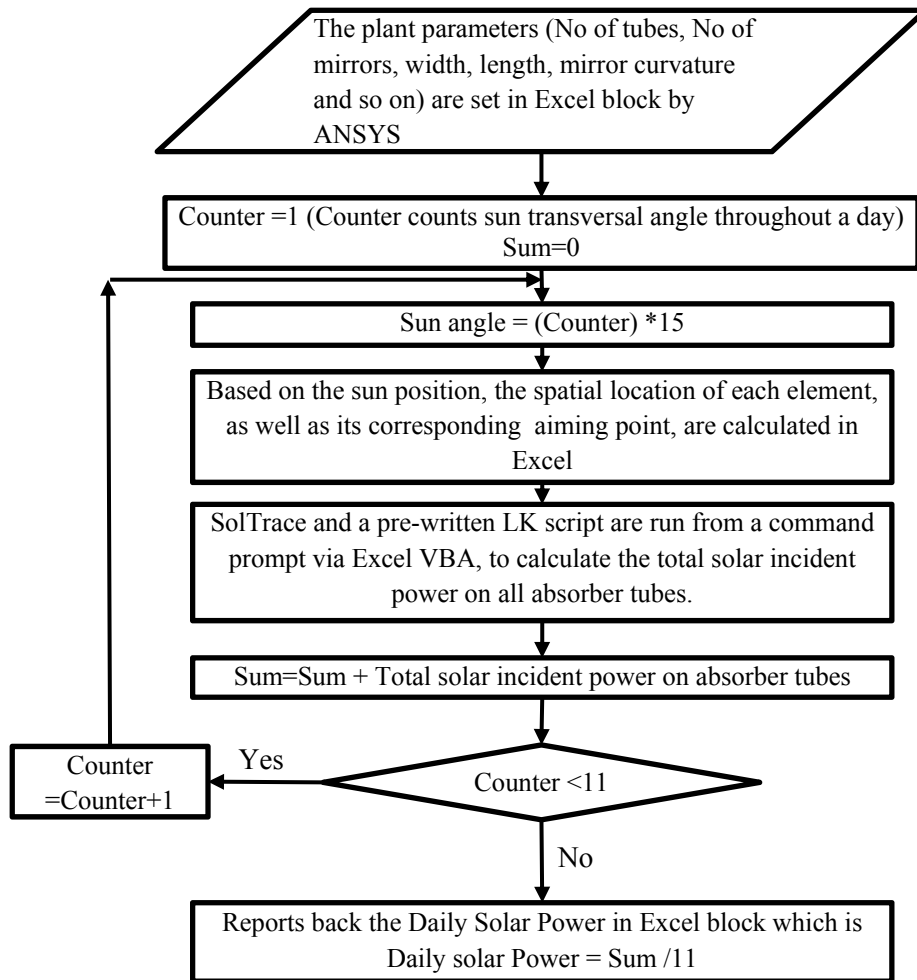 The plant parameters (No of tubes, No of
mirrors, width, length, mirror curvature
and so on) are set in Excel block by
ANSYS
Counter =1 (Counter counts sun transversal angle throughout a day)
Sum=0
Sun angle = (Counter) *15
Based on the sun position, the spatial location of each element,
as well as its corresponding aiming point, are calculated in
Excel
SolTrace and a pre-written LK script are run from a command
prompt via Excel VBA, to calculate the total solar incident
power on all absorber tubes.
Sum=Sum + Total solar incident power on absorber tubes
Counter <11
Yes
Counter
=Counter+1
No
Reports back the Daily Solar Power in Excel block which is
Daily solar Power = Sum /11